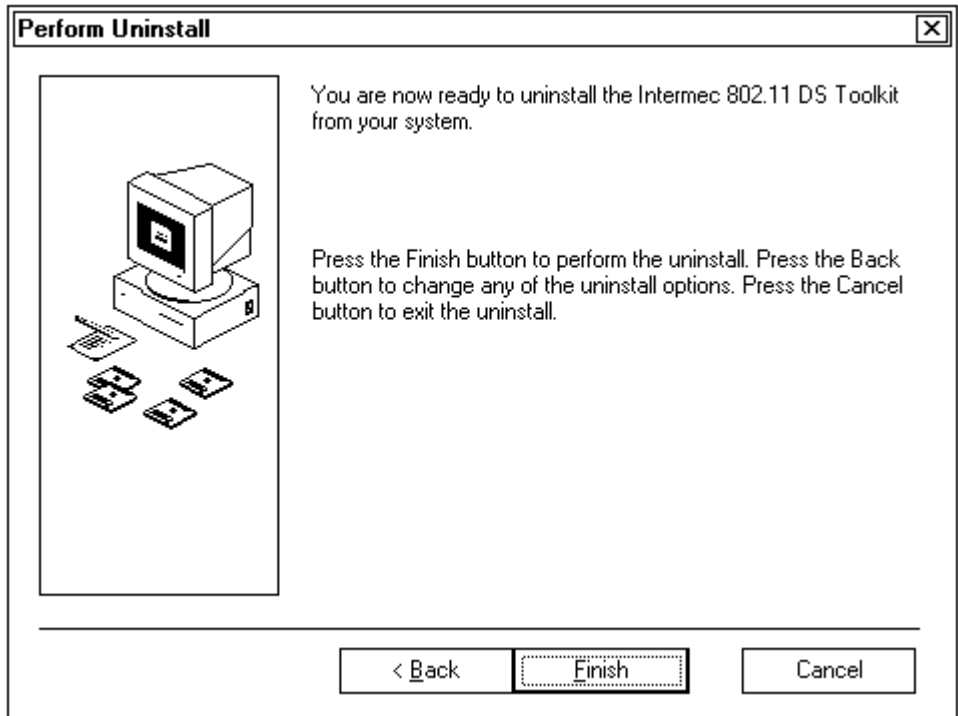 Perform Uninstall
You are now ready to uninstall the Intermec 802.11 DS Toolkit
from your system.
Press the Finish button to perform the uninstall. Press the Back
button to change any of the uninstall options. Press the Cancel
button to exit the uninstall.
< Back
Finish
Cancel